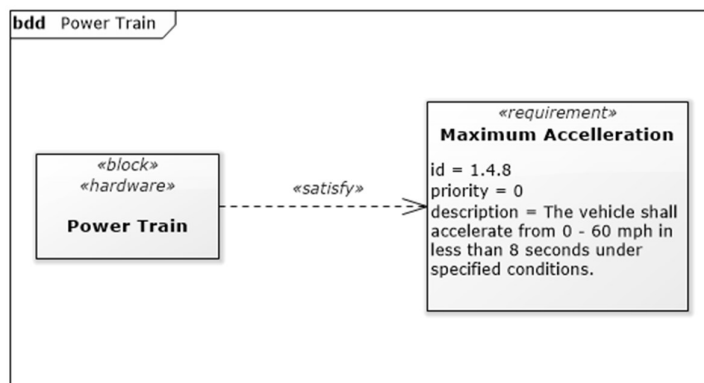 bdd Power Train
«requirement»
Maximum Accelleration
id = 1.4.8
priority = 0
description = The vehicle shall
accelerate from 0 - 60 mph in
less than 8 seconds under
specified conditions.
«block»
«hardware»
Power Train
«satisfy»